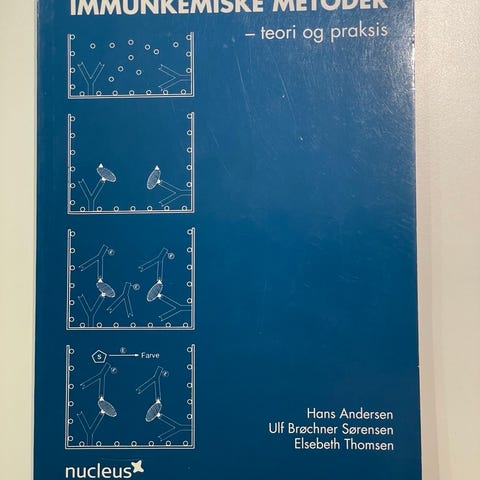 IMMUNKEMISKE METODER
– teori og praksis
E
E
E
S
E
Farve
E
E
Hans Andersen
Ulf Brøchner Sørensen
Elsebeth Thomsen
nucleus